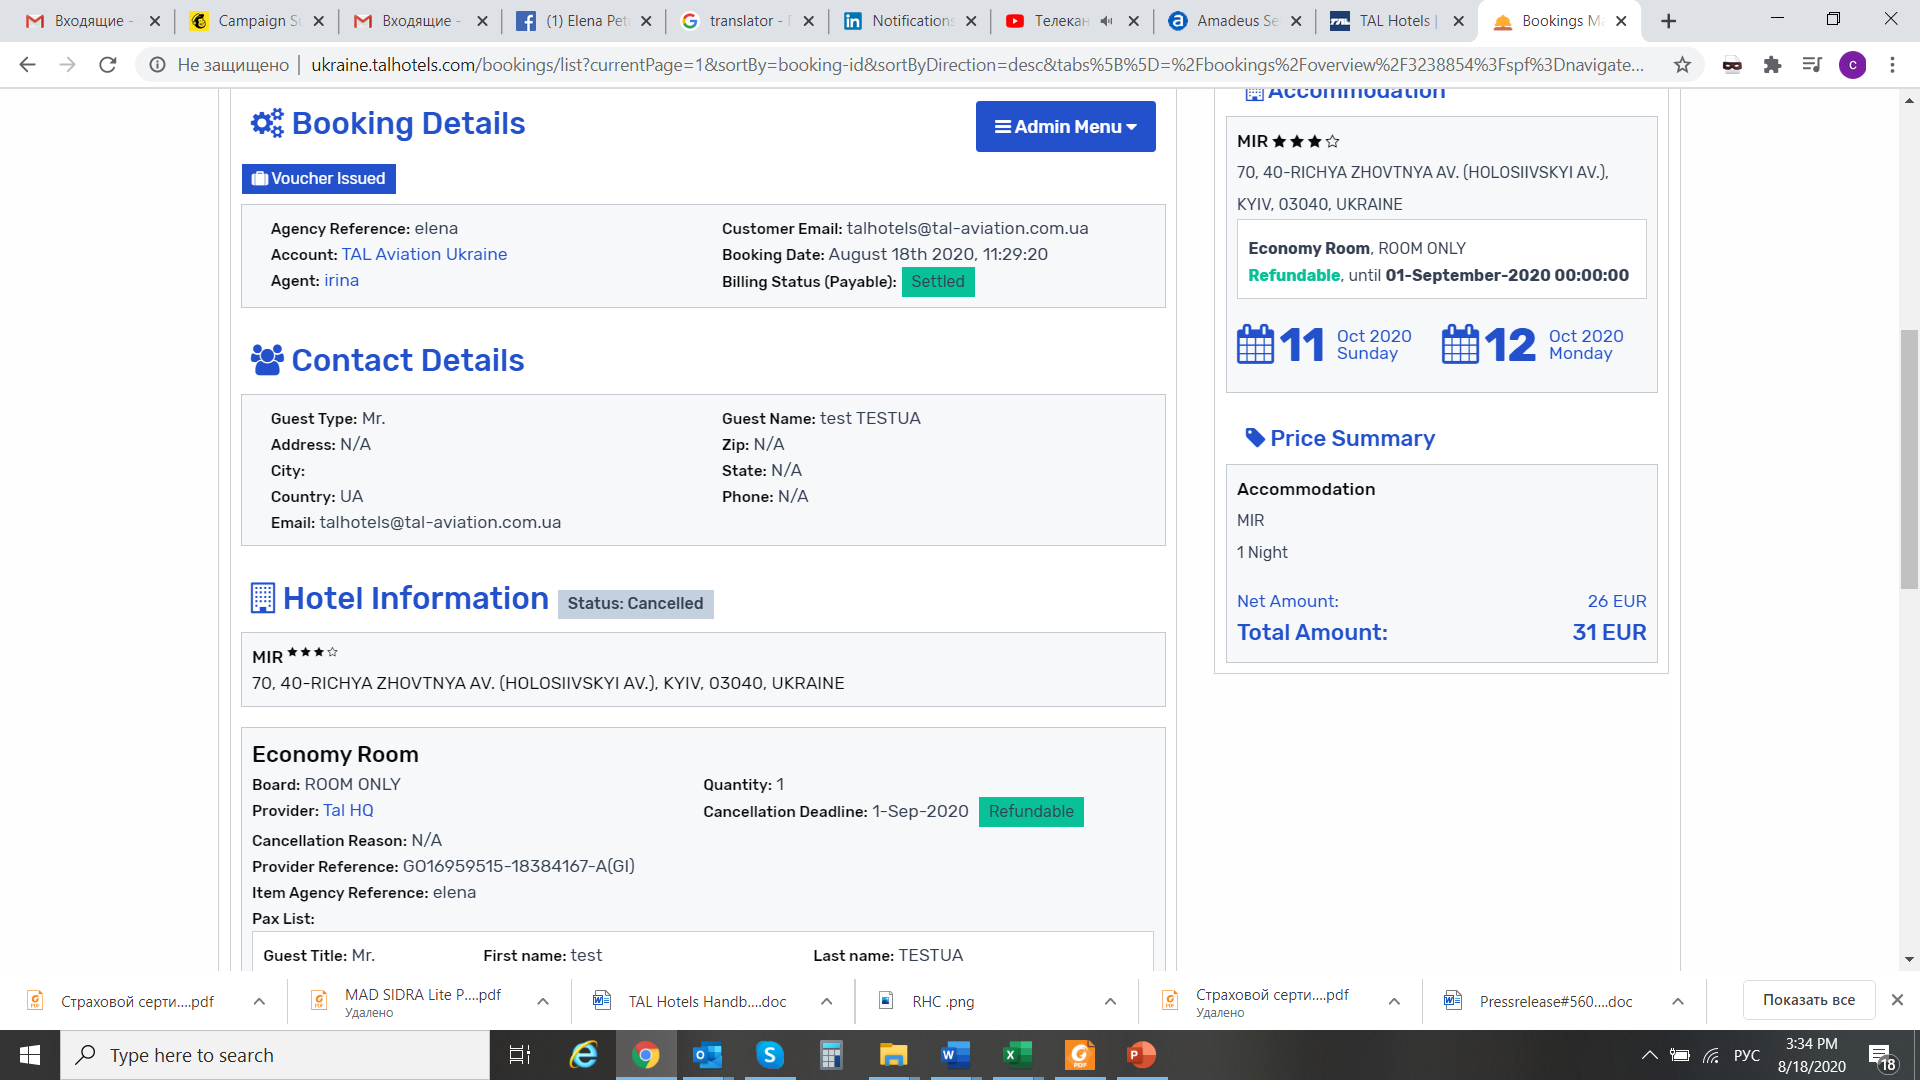 Входящие -
Campaign Su
Входящие -
(1) Elena Pet
translator -
Notifications
Телекан
Amadeus Se
TAL Hotels |
Bookings Ma
Не защищено
ukraine.talhotels.com/bookings/list?currentPage=1&sortBy=booking-id&sortByDirection=desc&tabs%5B%5D=%2Fbookings%2Foverview%2F3238854%3Fspf%3Dnavigate...
c
Booking Details
Admin Menu
Voucher Issued
Agency Reference: elena
Customer Email: talhotels@tal-aviation.com.ua
Account: TAL Aviation Ukraine
Booking Date: August 18th 2020, 11:29:20
Agent: irina
Billing Status (Payable): Settled
Contact Details
Guest Type: Mr.
Guest Name: test TESTUA
Address: N/A
Zip: N/A
City:
State: N/A
Country: UA
Phone: N/A
Email: talhotels@tal-aviation.com.ua
Hotel Information Status: Cancelled
MIR
70, 40-RICHYA ZHOVTNYA AV. (HOLOSIIVSKYI AV.), KYIV, 03040, UKRAINE
Economy Room
Board: ROOM ONLY
Quantity: 1
Provider: Tal HQ
Cancellation Deadline: 1-Sep-2020 Refundable
Cancellation Reason: N/A
Provider Reference: GO16959515-18384167-A(GI)
Item Agency Reference: elena
Pax List:
Guest Title: Mr.
First name: test
Last name: TESTUA
Accommodation
MIR
70, 40-RICHYA ZHOVTNYA AV. (HOLOSIIVSKYI AV.),
KYIV, 03040, UKRAINE
Economy Room, ROOM ONLY
Refundable, until 01-September-2020 00:00:00
11 Oct 2020 Sunday
12 Oct 2020 Monday
Price Summary
Accommodation
MIR
1 Night
Net Amount: 26 EUR
Total Amount: 31 EUR
Страховой серти....pdf
MAD SIDRA Lite P....pdf
Удалено
TAL Hotels Handb....doc
RHC .png
Страховой серти....pdf
Удалено
Pressrelease#560....doc
Показать все
Type here to search
РУС
3:34 PM
8/18/2020
18